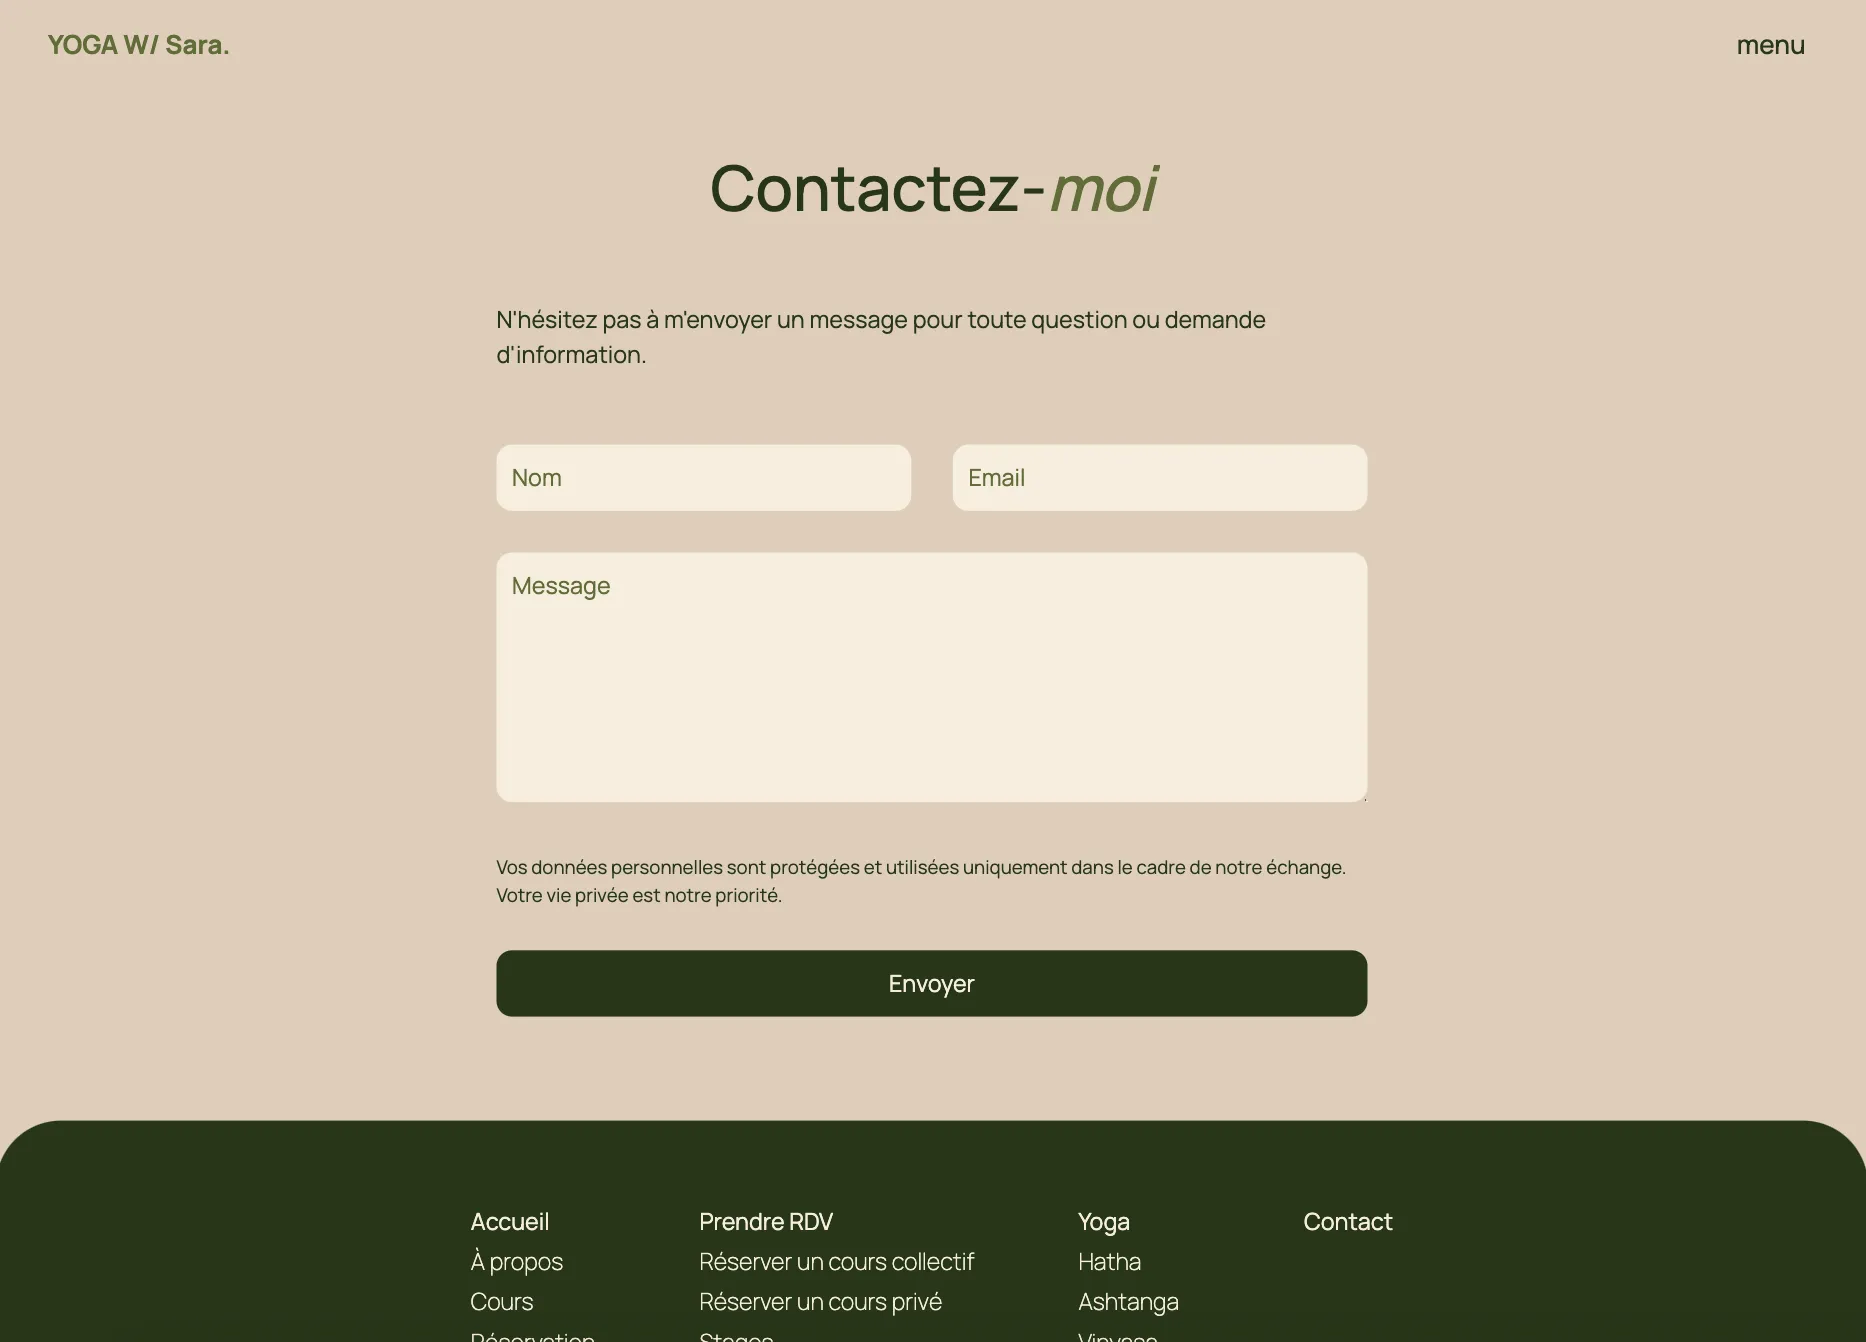 YOGA W/ Sara.
menu
Contactez-moi
N'hésitez pas à m'envoyer un message pour toute question ou demande
d'information.
Nom
Email
Message
Vos données personnelles sont protégées et utilisées uniquement dans le cadre de notre échange.
Votre vie privée est notre priorité.
Envoyer
Accueil
À propos
Cours
Réservation
Prendre RDV
Réserver un cours collectif
Réserver un cours privé
Stages
Yoga
Hatha
Ashtanga
Vinyasa
Contact